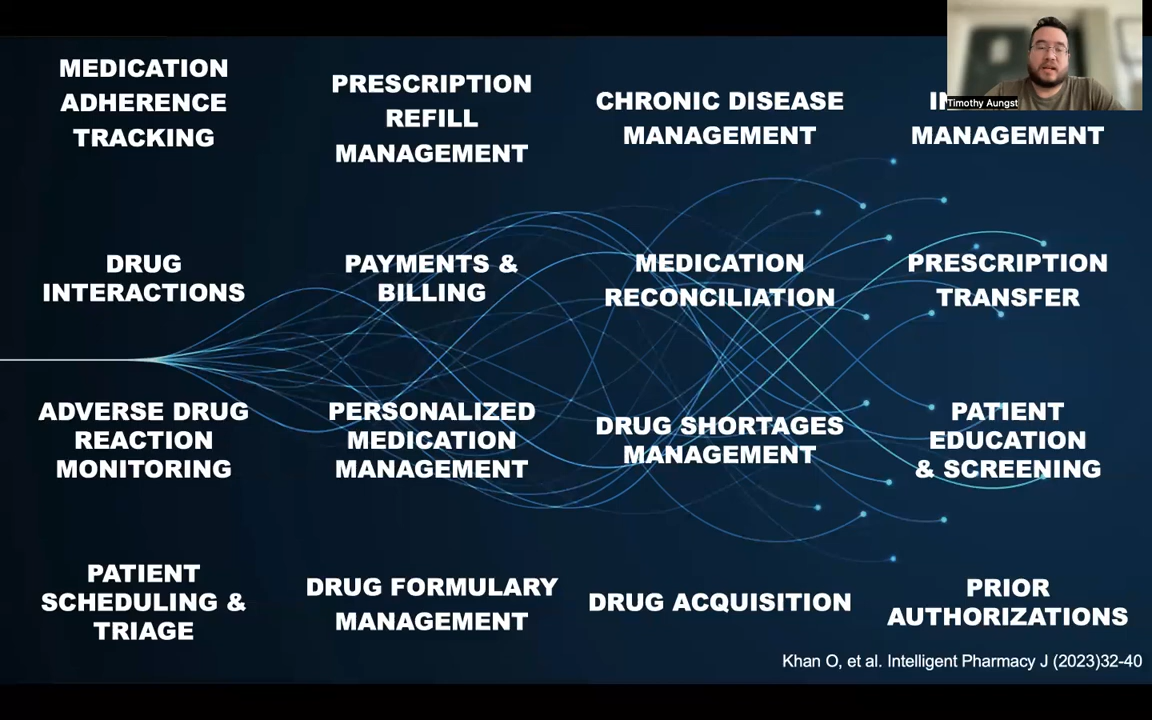 MEDICATION
ADHERENCE
TRACKING
PRESCRIPTION
REFILL
MANAGEMENT
CHRONIC DISEASE
MANAGEMENT
MANAGEMENT
Timothy Aungst
DRUG
INTERACTIONS
PAYMENTS &
BILLING
MEDICATION
RECONCILIATION
PRESCRIPTION
TRANSFER
ADVERSE DRUG
REACTION
MONITORING
PERSONALIZED
MEDICATION
MANAGEMENT
DRUG SHORTAGES
MANAGEMENT
PATIENT
EDUCATION
& SCREENING
PATIENT
SCHEDULING &
TRIAGE
DRUG FORMULARY
MANAGEMENT
DRUG ACQUISITION
PRIOR
AUTHORIZATIONS
Khan O, et al. Intelligent Pharmacy J (2023)32-40